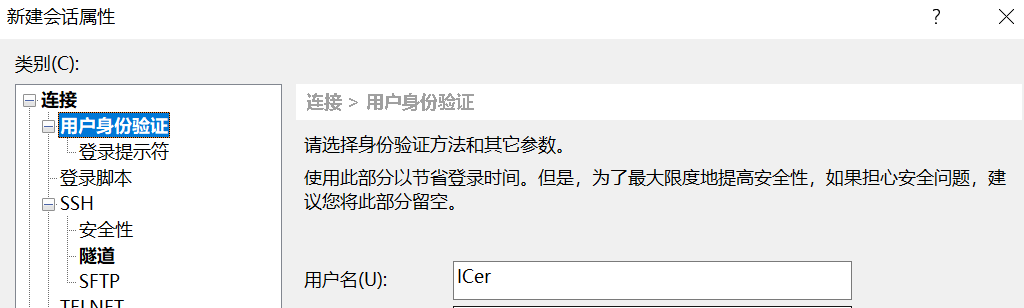 新建会话属性
?
类别(C):
连接
用户身份验证
登录提示符
登录脚本
SSH
安全性
隧道
SFTP
TELNET
连接 > 用户身份验证
请选择身份验证方法和其它参数。
使用此部分以节省登录时间。但是，为了最大限度地提高安全性，如果担心安全问题，建
议您将此部分留空。
用户名(U):
ICer